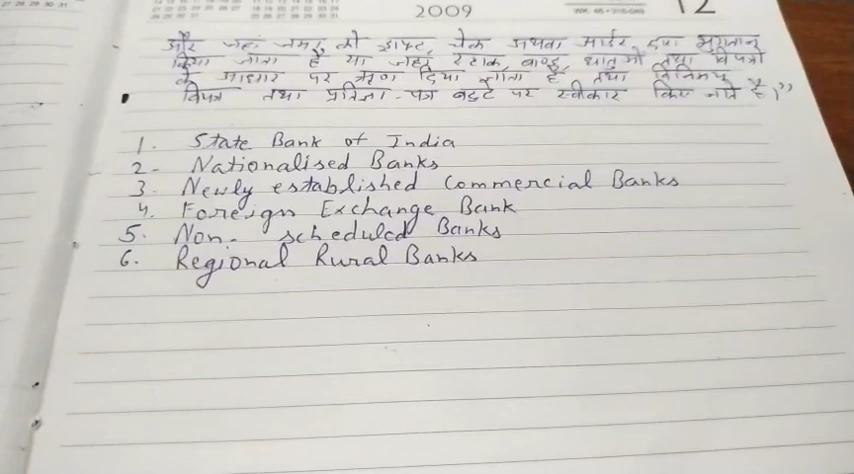 2009
12
और जहां जमा की ड्राफ्ट, चेक अथवा आर्डर द्वारा भुगतान
किया जाता है या जहां स्टाक, बाण्ड, धातुओं तथा विपत्रों
के आधार पर ऋण दिया जाता है तथा विनिमय
विपत्र तथा प्रतिज्ञा-पत्र बट्टे पर स्वीकार किए जाते है।”
1. State Bank of India
2- Nationalised Banks
3. Newly established Commercial Banks
4. Foreign Exchange Bank
5. Non- scheduled Banks
6. Regional Rural Banks